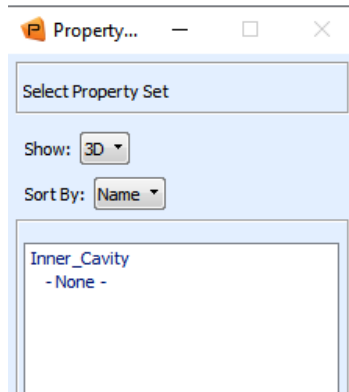 Property...
Select Property Set
Show: 3D
Sort By: Name
Inner_Cavity
- None -